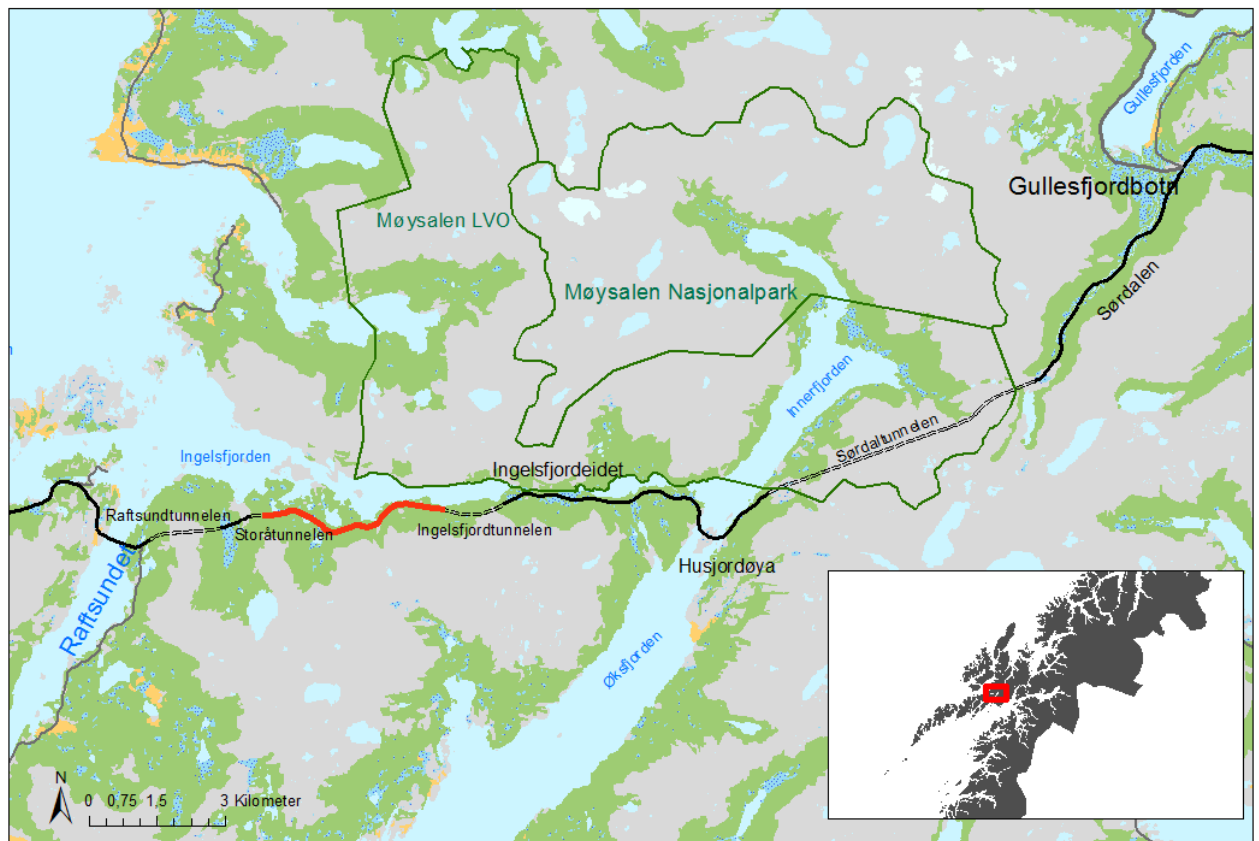 Gullesfjorden
Gullesfjordbotn
Møysalen LVO
Møysalen Nasjonalpark
Sørdalen
Innerfjorden
Sørdaltunnelen
Ingelsfjorden
Ingelsfjordeidet
Raftsundtunnelen
Storåtunnelen
Ingelsfjordtunnelen
Husjordøya
Raftsundet
Øksfjorden
N
0 0,75 1,5 3 Kilometer